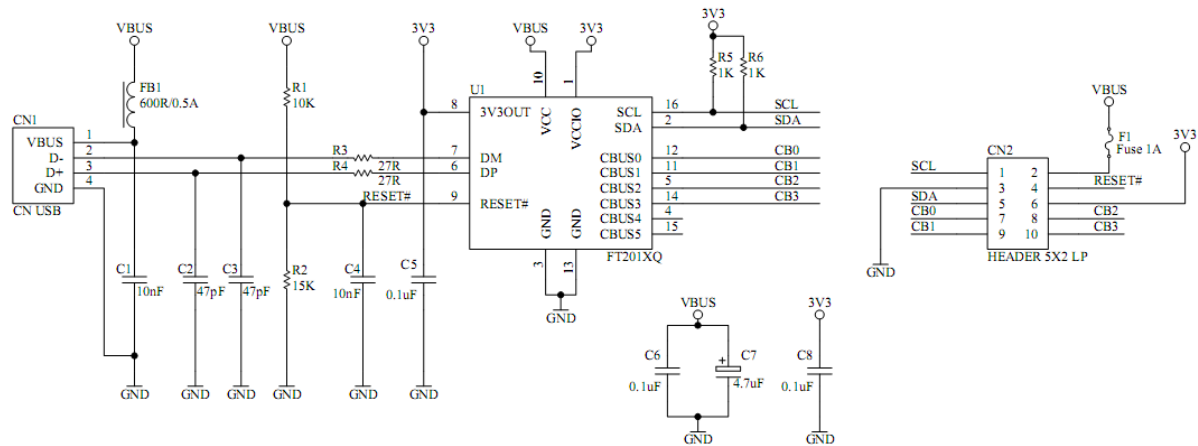 VBUS
VBUS
3V3
VBUS
3V3
3V3
FB1
600R/0.5A
R1
10K
U1
10
1
R5
1K
R6
1K
VBUS
F1
Fuse 1A
3V3
CN1
VBUS 1
D- 2
D+ 3
GND 4
CN USB
R3
27R
R4
27R
RESET#
8 3V3OUT
7 DM
6 DP
9 RESET#
VCC
VCCIO
GND
GND
3
13
SCL 16 SCL
SDA 2 SDA
CBUS0 12 CB0
CBUS1 11 CB1
CBUS2 5 CB2
CBUS3 14 CB3
CBUS4 4
CBUS5 15
FT201XQ
CN2
SCL 1 2
3 4 RESET#
SDA 5 6
CB0 7 8 CB2
CB1 9 10 CB3
HEADER 5X2 LP
GND
C1
10nF
C2
47pF
C3
47pF
R2
15K
C4
10nF
C5
0.1uF
GND
VBUS
3V3
C6
0.1uF
+
C7
4.7uF
C8
0.1uF
GND
GND
GND
GND
GND
GND
GND
GND